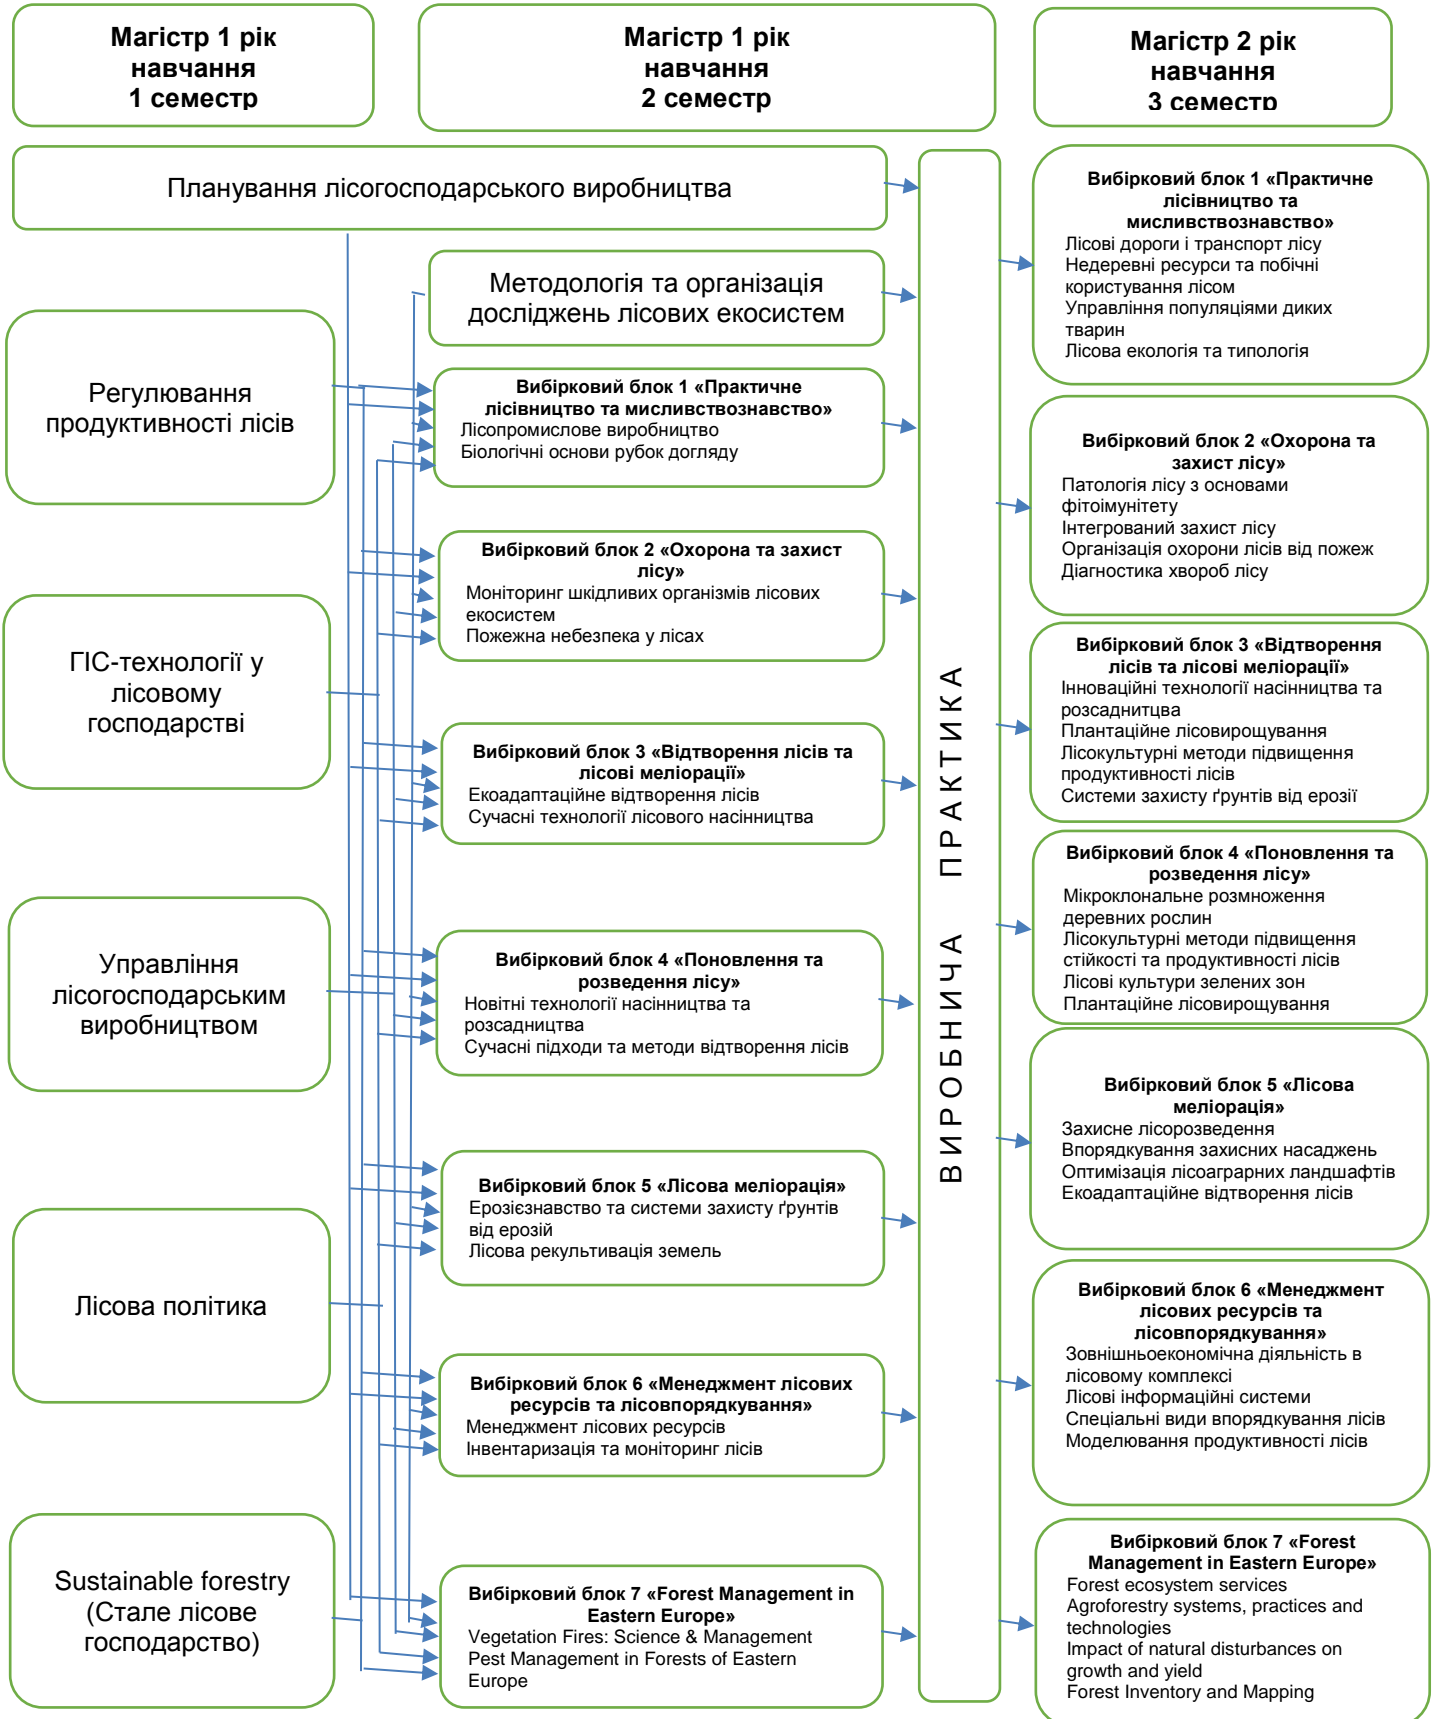 Магістр 1 рік
навчання
1 семестр
Магістр 1 рік
навчання
2 семестр
Магістр 2 рік
навчання
3 семестр
Планування лісогосподарського виробництва
Методологія та організація
досліджень лісових екосистем
Регулювання
продуктивності лісів
ГІС-технології у
лісовому
господарстві
Управління
лісогосподарським
виробництвом
Лісова політика
Sustainable forestry
(Стале лісове
господарство)
Вибірковий блок 1 «Практичне
лісівництво та мисливствознавство»
Лісопромислове виробництво
Біологічні основи рубок догляду
Вибірковий блок 2 «Охорона та захист
лісу»
Моніторинг шкідливих організмів лісових
екосистем
Пожежна небезпека у лісах
Вибірковий блок 3 «Відтворення лісів та
лісові меліорації»
Екоадаптаційне відтворення лісів
Сучасні технології лісового насінництва
Вибірковий блок 4 «Поновлення та
розведення лісу»
Новітні технології насінництва та
розсадництва
Сучасні підходи та методи відтворення лісів
Вибірковий блок 5 «Лісова меліорація»
Ерозієзнавство та системи захисту ґрунтів
від ерозій
Лісова рекультивація земель
Вибірковий блок 6 «Менеджмент лісових
ресурсів та лісовпорядкування»
Менеджмент лісових ресурсів
Інвентаризація та моніторинг лісів
Вибірковий блок 7 «Forest Management in
Eastern Europe»
Vegetation Fires: Science & Management
Pest Management in Forests of Eastern
Europe
ВИРОБНИЧА ПРАКТИКА
Вибірковий блок 1 «Практичне
лісівництво та
мисливствознавство»
Лісові дороги і транспорт лісу
Недеревні ресурси та побічні
користування лісом
Управління популяціями диких
тварин
Лісова екологія та типологія
Вибірковий блок 2 «Охорона та
захист лісу»
Патологія лісу з основами
фітоімунітету
Інтегрований захист лісу
Організація охорони лісів від пожеж
Діагностика хвороб лісу
Вибірковий блок 3 «Відтворення
лісів та лісові меліорації»
Інноваційні технології насінництва та
розсаднитцва
Плантаційне лісовирощування
Лісокультурні методи підвищення
продуктивності лісів
Системи захисту ґрунтів від ерозії
Вибірковий блок 4 «Поновлення та
розведення лісу»
Мікроклональне розмноження
деревних рослин
Лісокультурні методи підвищення
стійкості та продуктивності лісів
Лісові культури зелених зон
Плантаційне лісовирощування
Вибірковий блок 5 «Лісова
меліорація»
Захисне лісорозведення
Впорядкування захисних насаджень
Оптимізація лісоаграрних ландшафтів
Екоадаптаційне відтворення лісів
Вибірковий блок 6 «Менеджмент
лісових ресурсів та
лісовпорядкування»
Зовнішньоекономічна діяльність в
лісовому комплексі
Лісові інформаційні системи
Спеціальні види впорядкування лісів
Моделювання продуктивності лісів
Вибірковий блок 7 «Forest
Management in Eastern Europe»
Forest ecosystem services
Agroforestry systems, practices and
technologies
Impact of natural disturbances on
growth and yield
Forest Inventory and Mapping